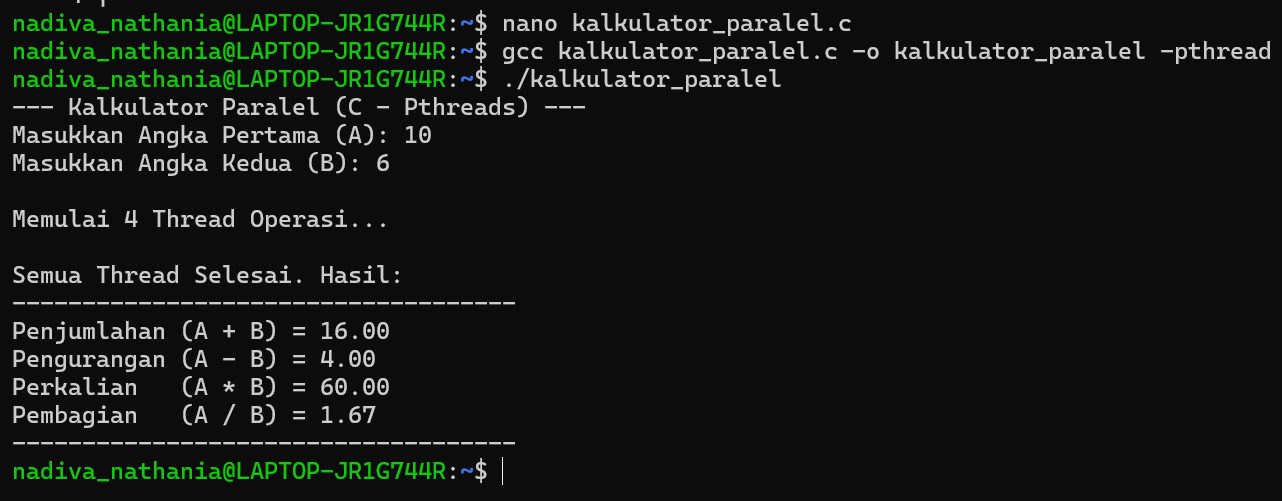 nadiva_nathania@LAPTOP-JR1G744R:~$ nano kalkulator_paralel.c
nadiva_nathania@LAPTOP-JR1G744R:~$ gcc kalkulator_paralel.c -o kalkulator_paralel -pthread
nadiva_nathania@LAPTOP-JR1G744R:~$ ./kalkulator_paralel
--- Kalkulator Paralel (C - Pthreads) ---
Masukkan Angka Pertama (A): 10
Masukkan Angka Kedua (B): 6

Memulai 4 Thread Operasi...

Semua Thread Selesai. Hasil:
------------------------------------
Penjumlahan (A + B) = 16.00
Pengurangan (A - B) = 4.00
Perkalian   (A * B) = 60.00
Pembagian   (A / B) = 1.67
------------------------------------
nadiva_nathania@LAPTOP-JR1G744R:~$